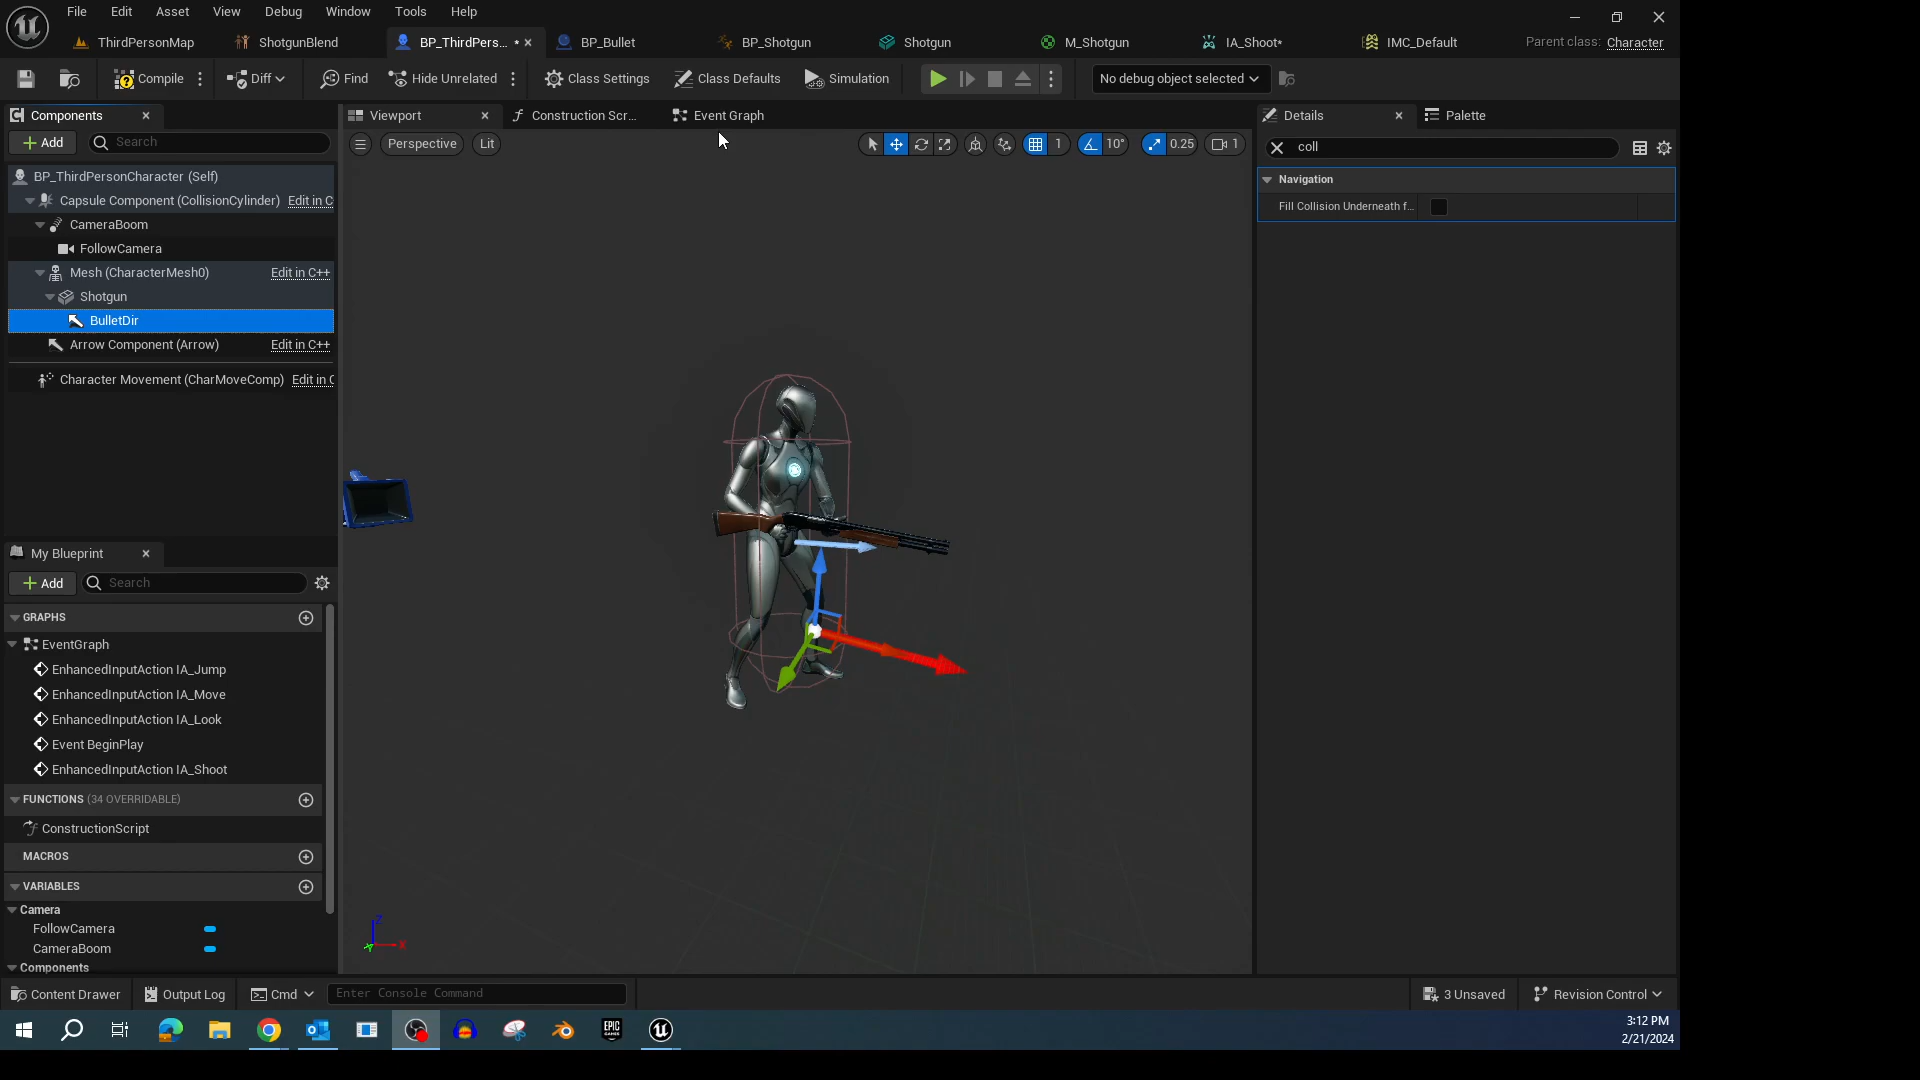 File Edit Asset View Debug Window Tools Help
ThirdPersonMap ShotgunBlend BP_ThirdPers... * BP_Bullet BP_Shotgun Shotgun M_Shotgun IA_Shoot* IMC_Default Parent class: Character
Compile Diff Find Hide Unrelated Class Settings Class Defaults Simulation No debug object selected
Components Viewport Construction Scr... Event Graph Details Palette
Add Search Perspective Lit 1 10° 0.25 1 coll
BP_ThirdPersonCharacter (Self)
Capsule Component (CollisionCylinder) Edit in C
CameraBoom
FollowCamera
Mesh (CharacterMesh0) Edit in C++
Shotgun
BulletDir
Arrow Component (Arrow) Edit in C++
Character Movement (CharMoveComp) Edit in C
Navigation
Fill Collision Underneath f...
My Blueprint
Add Search
GRAPHS
EventGraph
EnhancedInputAction IA_Jump
EnhancedInputAction IA_Move
EnhancedInputAction IA_Look
Event BeginPlay
EnhancedInputAction IA_Shoot
FUNCTIONS (34 OVERRIDABLE)
ConstructionScript
MACROS
VARIABLES
Camera
FollowCamera
CameraBoom
Components
Z
X
Y
Content Drawer Output Log Cmd Enter Console Command 3 Unsaved Revision Control
EPIC GAMES
3:12 PM
2/21/2024